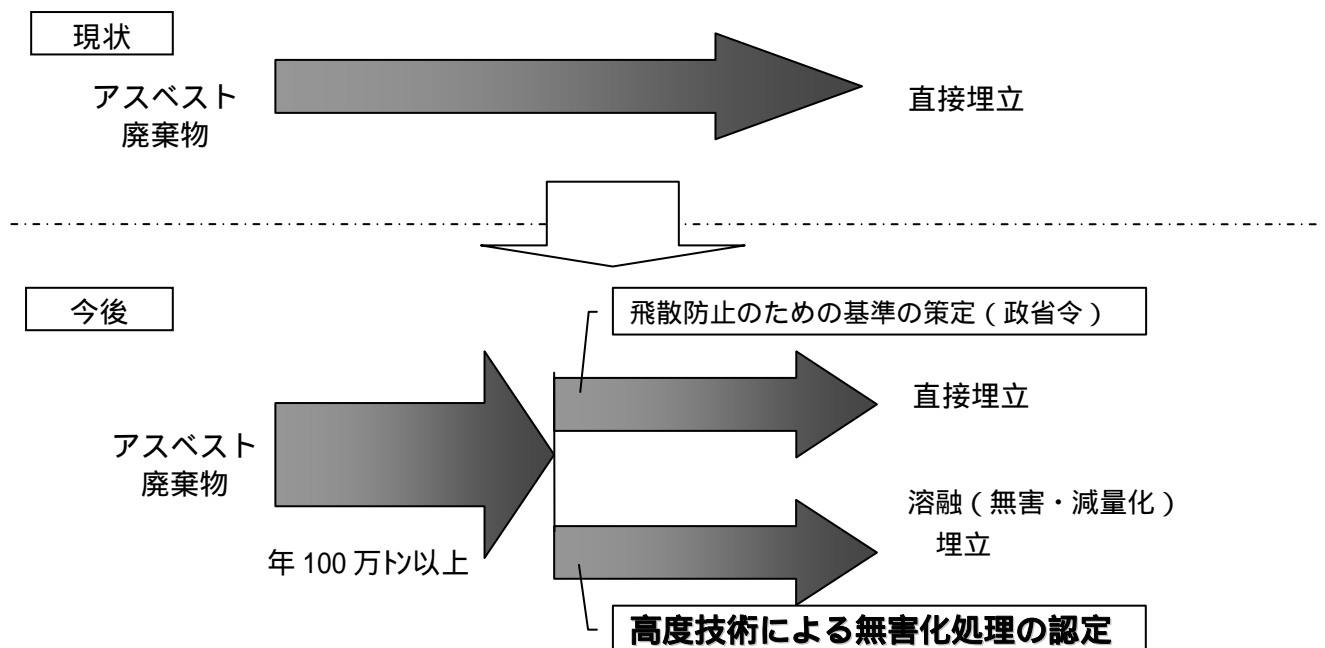 現状
アスベスト
廃棄物
直接埋立
今後
飛散防止のための基準の策定（政省令）
直接埋立
アスベスト
廃棄物
年100万トン以上
溶融（無害・減量化）
埋立
高度技術による無害化処理の認定